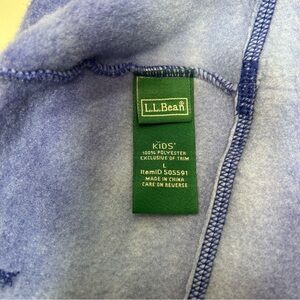 L.L.Bean
KIDS'
100% POLYESTER
EXCLUSIVE OF TRIM
L
ItemID 505591
MADE IN CHINA
CARE ON REVERSE